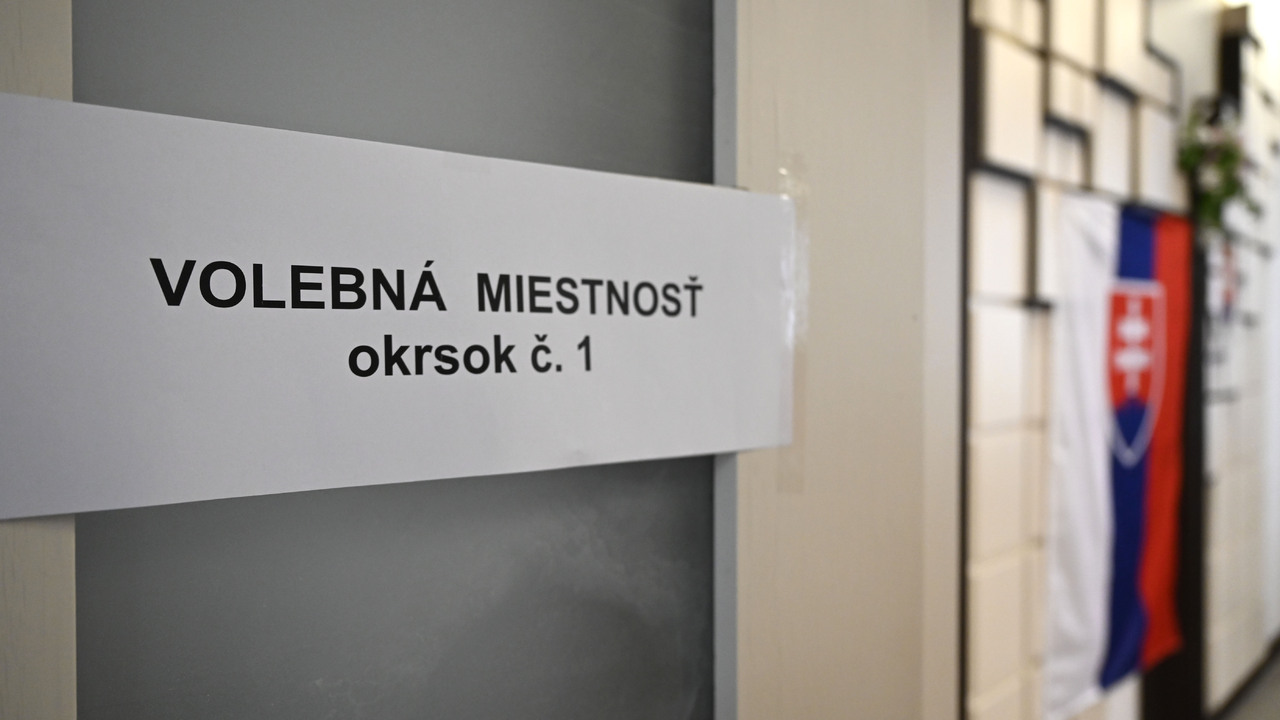 VOLEBNÁ MIESTNOSŤ
okrsok č. 1